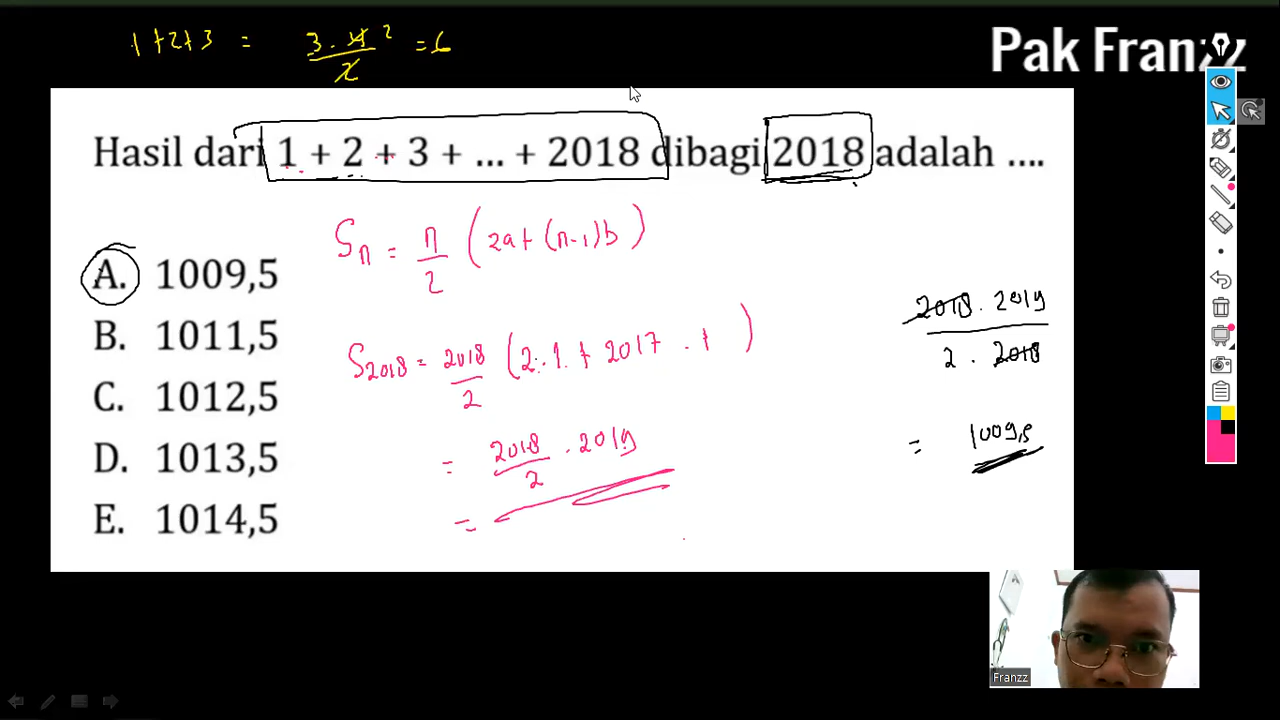 1+2+3 = 3.4 2 / 2 = 6
Pak Franzz
Hasil dari 1 + 2 + 3 + ... + 2018 dibagi 2018 adalah ....
Sn = n/2 (2a+(n-1)b)
A. 1009,5
B. 1011,5
C. 1012,5
D. 1013,5
E. 1014,5
S2018 = 2018/2 (2.1 + 2017 . 1)
= 2018/2 . 2019
=
2018 . 2019 / 2 . 2018
= 1009,5
Franzz